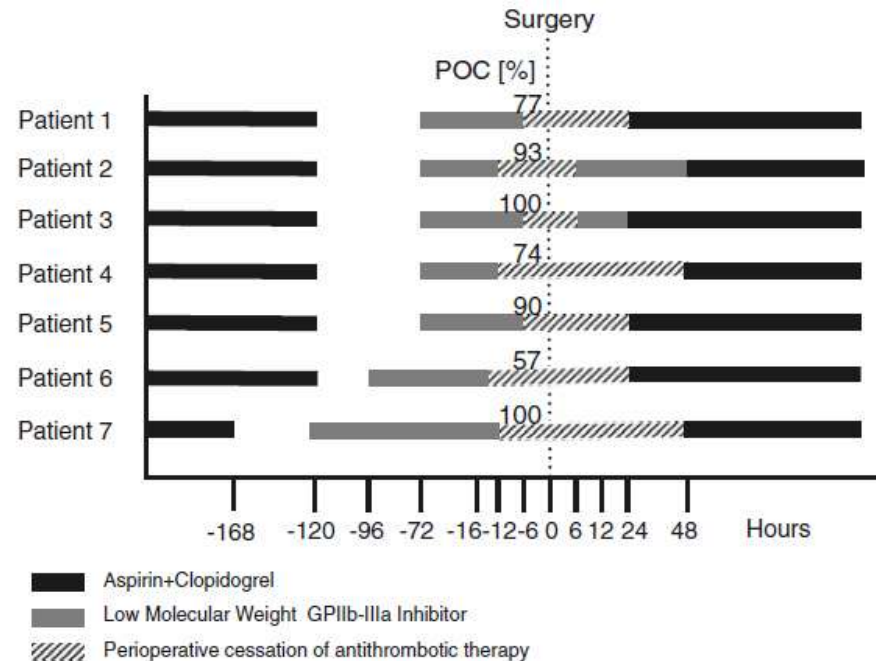 Surgery
POC [%]
77
Patient 1
93
Patient 2
100
Patient 3
74
Patient 4
90
Patient 5
57
Patient 6
100
Patient 7
-168 -120 -96 -72 -16 -12 -6 0 6 12 24 48 Hours
Aspirin+Clopidogrel
Low Molecular Weight GPIIb-IIIa Inhibitor
Perioperative cessation of antithrombotic therapy